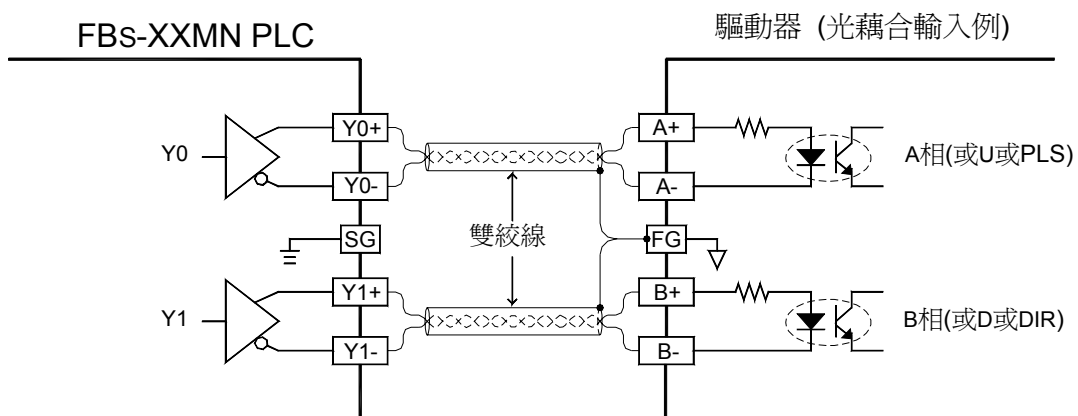 FBs-XXMN PLC
驅動器 (光藕合輸入例)
Y0
Y0+
Y0-
A+
A-
A相(或U或PLS)
SG
雙絞線
FG
Y1
Y1+
Y1-
B+
B-
B相(或D或DIR)